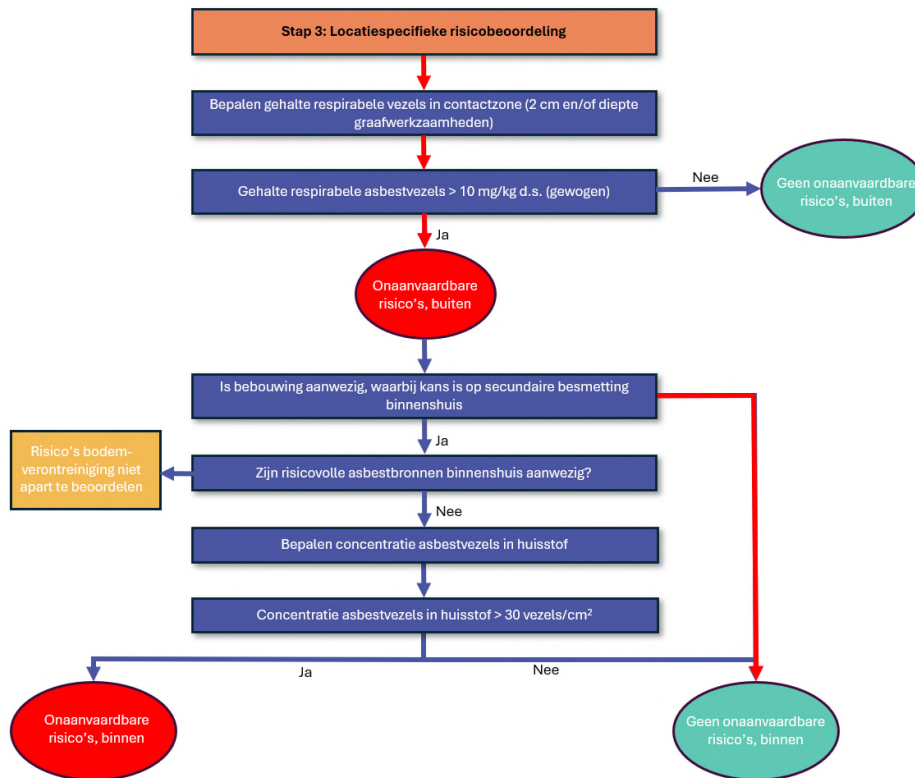 Stap 3: Locatiespecifieke risicobeordeling
Bepalen gehalte respirabele vezels in contactzone (2 cm en/of diepte
graafwerkzaamheden)
Gehalte respirabele asbestvezels > 10 mg/kg d.s. (gewogen)
Nee
Geen onaanvaardbare
risico's, buiten
Ja
Onaanvaardbare
risico's, buiten
Is bebouwing aanwezig, waarbij kans is op secundaire besmetting
binnenshuis
Ja
Risico's bodem-
verontreiniging niet
apart te beoordelen
Zijn risicovolle asbestbronnen binnenshuis aanwezig?
Nee
Bepalen concentratie asbestvezels in huisstof
Concentratie asbestvezels in huisstof > 30 vezels/cm²
Ja
Nee
Onaanvaardbare
risico's, binnen
Geen onaanvaardbare
risico's, binnen